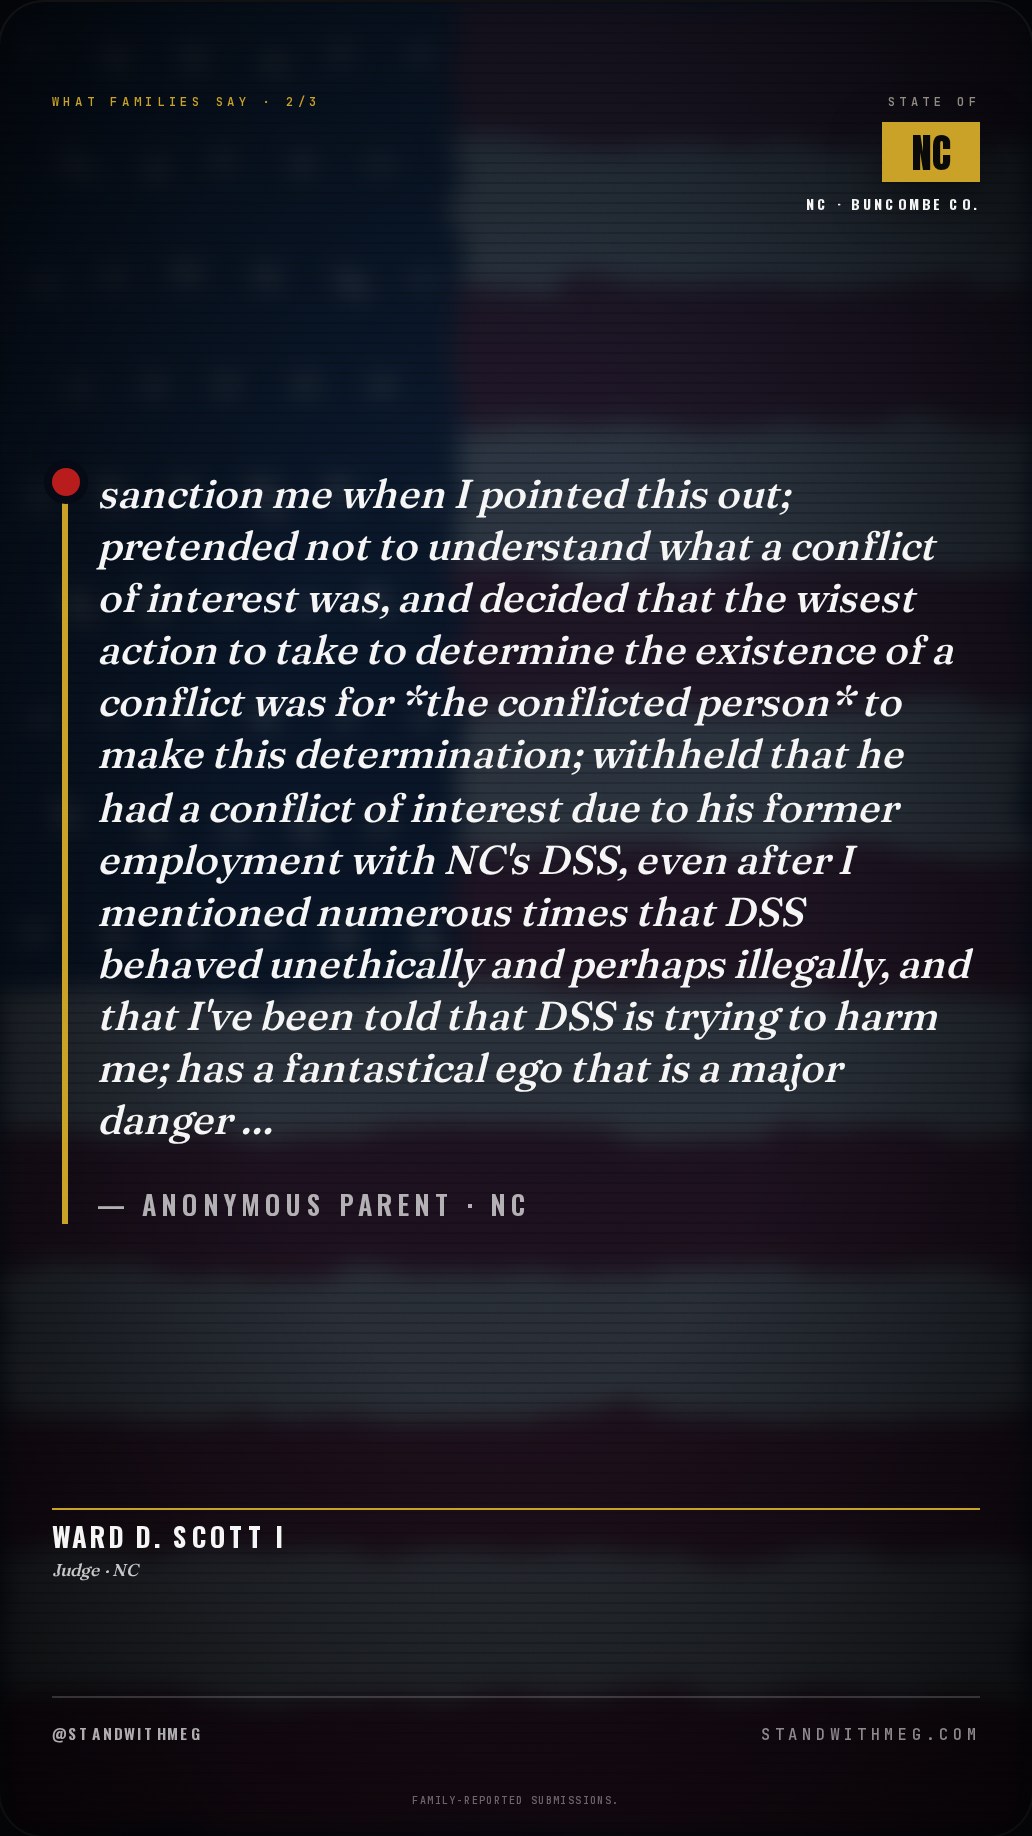 WHAT FAMILIES SAY · 2/3
STATE OF
NC
NC · BUNCOMBE CO.
sanction me when I pointed this out;
pretended not to understand what a conflict
of interest was, and decided that the wisest
action to take to determine the existence of a
conflict was for *the conflicted person* to
make this determination; withheld that he
had a conflict of interest due to his former
employment with NC's DSS, even after I
mentioned numerous times that DSS
behaved unethically and perhaps illegally, and
that I've been told that DSS is trying to harm
me; has a fantastical ego that is a major
danger ...
— ANONYMOUS PARENT · NC
WARD D. SCOTT I
Judge · NC
@STANDWITHMEG
STANDWITHMEG.COM
FAMILY-REPORTED SUBMISSIONS.